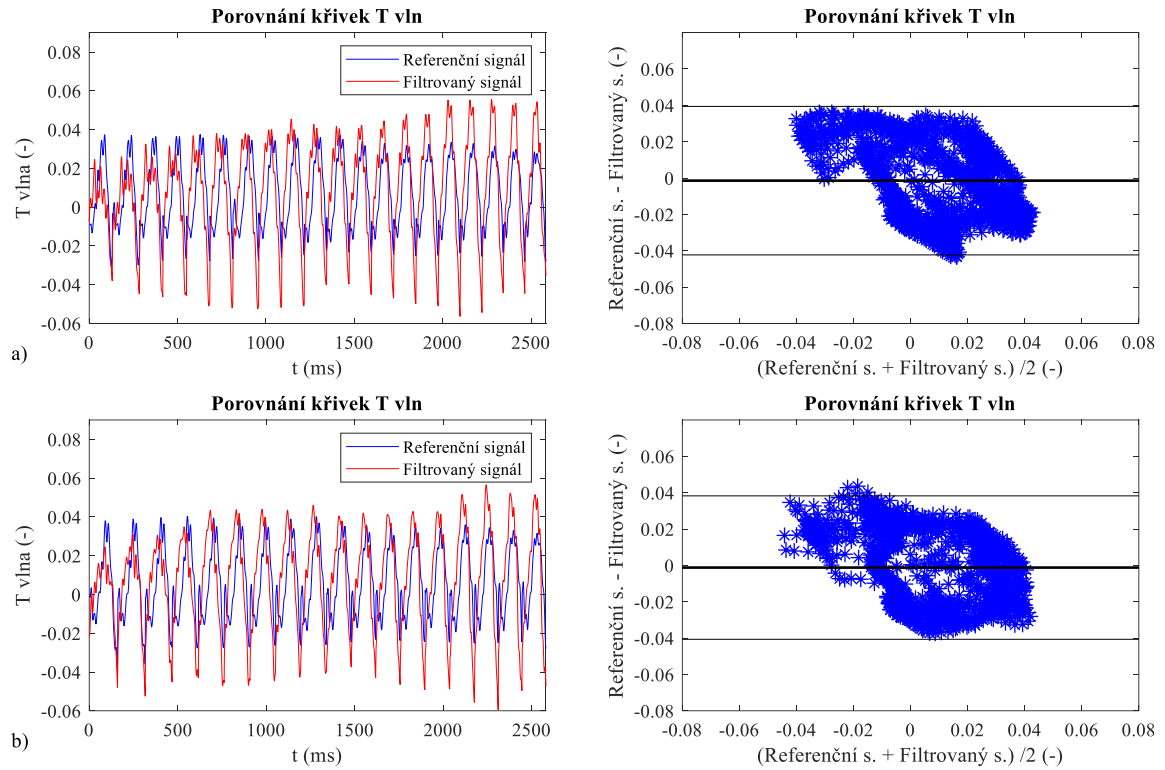 Porovnání křivek T vln
T vlna (-)
0.08
0.06
0.04
0.02
0
-0.02
-0.04
-0.06
Referenční signál
Filtrovaný signál
0 500 1000 1500 2000 2500
t (ms)
a)
Porovnání křivek T vln
Referenční s. - Filtrovaný s. (-)
0.06
0.04
0.02
0
-0.02
-0.04
-0.06
-0.08
-0.08 -0.06 -0.04 -0.02 0 0.02 0.04 0.06 0.08
(Referenční s. + Filtrovaný s.) /2 (-)
Porovnání křivek T vln
T vlna (-)
0.08
0.06
0.04
0.02
0
-0.02
-0.04
-0.06
Referenční signál
Filtrovaný signál
0 500 1000 1500 2000 2500
t (ms)
b)
Porovnání křivek T vln
Referenční s. - Filtrovaný s. (-)
0.06
0.04
0.02
0
-0.02
-0.04
-0.06
-0.08
-0.08 -0.06 -0.04 -0.02 0 0.02 0.04 0.06 0.08
(Referenční s. + Filtrovaný s.) /2 (-)